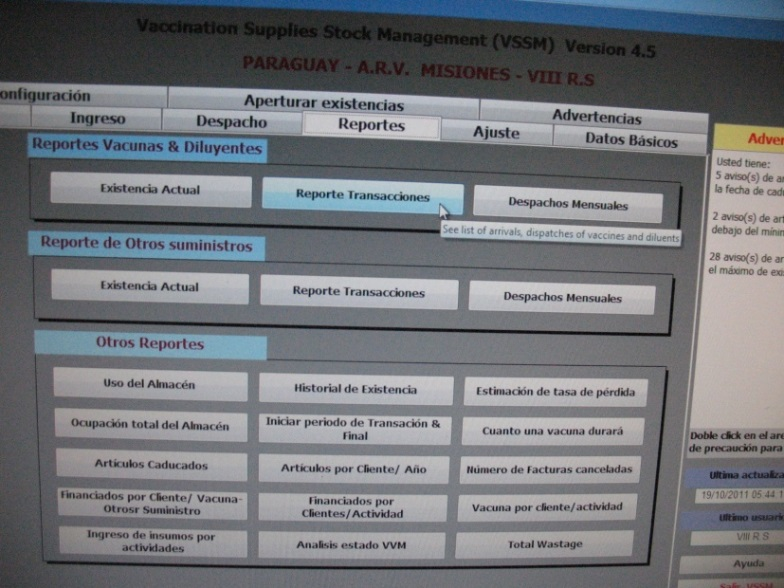 Vaccination Supplies Stock Management (VSSM) Version 4.5
PARAGUAY - A.R.V. MISIONES - VIII R.S
onfiguración
Aperturar existencias
Advertencias
Ingreso
Despacho
Reportes
Ajuste
Datos Básicos
Reportes Vacunas & Diluyentes
Existencia Actual
Reporte Transacciones
Despachos Mensuales
See list of arrivals, dispatches of vaccines and diluents
Reporte de Otros suministros
Existencia Actual
Reporte Transacciones
Despachos Mensuales
Otros Reportes
Uso del Almacén
Historial de Existencia
Estimación de tasa de pérdida
Ocupación total del Almacén
Iniciar periodo de Transación &
Final
Cuanto una vacuna durará
Artículos Caducados
Artículos por Cliente/ Año
Número de Facturas canceladas
Financiados por Cliente/ Vacuna-
Otrosr Suministro
Financiados por
Clientes/Actividad
Vacuna por cliente/actividad
Ingreso de insumos por
actividades
Analisis estado VVM
Total Wastage
Adver
Usted tiene:
5 aviso(s) de ar
la fecha de cadu
2 aviso(s) de art
debajo del mínin
28 aviso(s) de ar
el máximo de exi
Doble click en el are
de precaución para
Ultima actualiza
19/10/2011 05:44:1
Ultimo usuario
VIII R.S
Ayuda
Salir VSSM